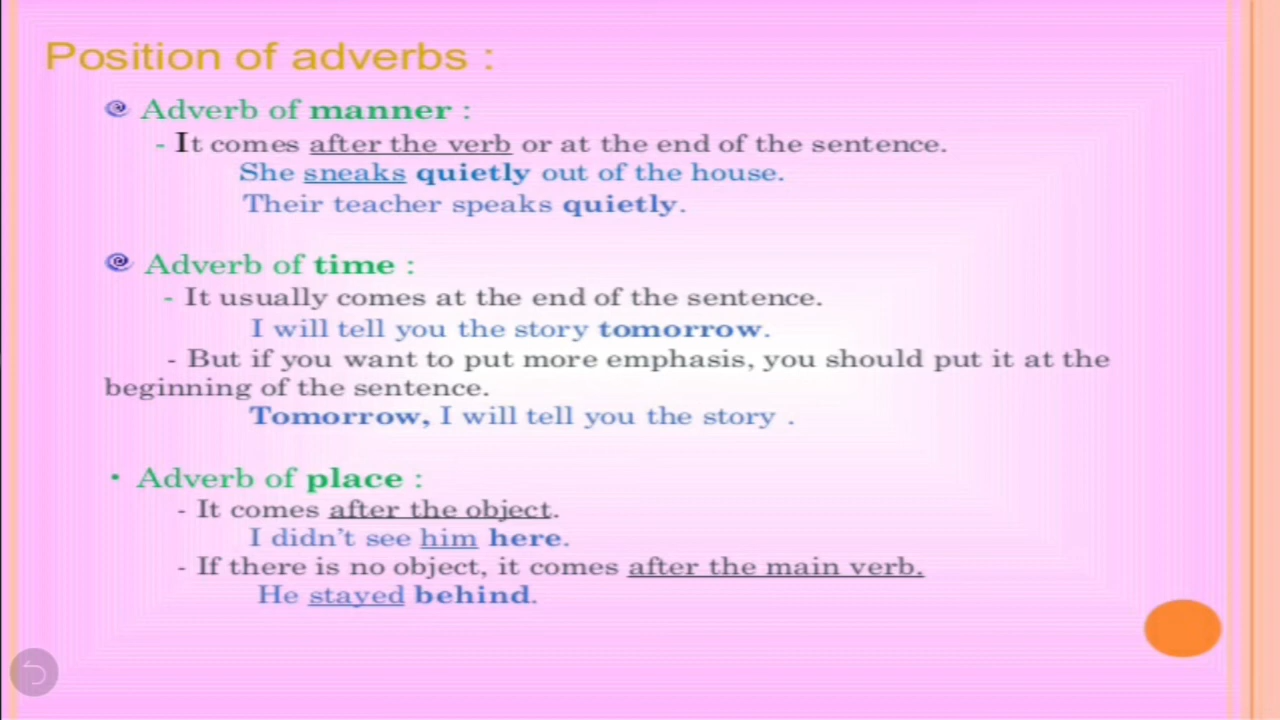 Position of adverbs :
Adverb of manner :
- It comes after the verb or at the end of the sentence.
She sneaks quietly out of the house.
Their teacher speaks quietly.
Adverb of time :
- It usually comes at the end of the sentence.
I will tell you the story tomorrow.
- But if you want to put more emphasis, you should put it at the
beginning of the sentence.
Tomorrow, I will tell you the story .
• Adverb of place :
- It comes after the object.
I didn't see him here.
- If there is no object, it comes after the main verb.
He stayed behind.